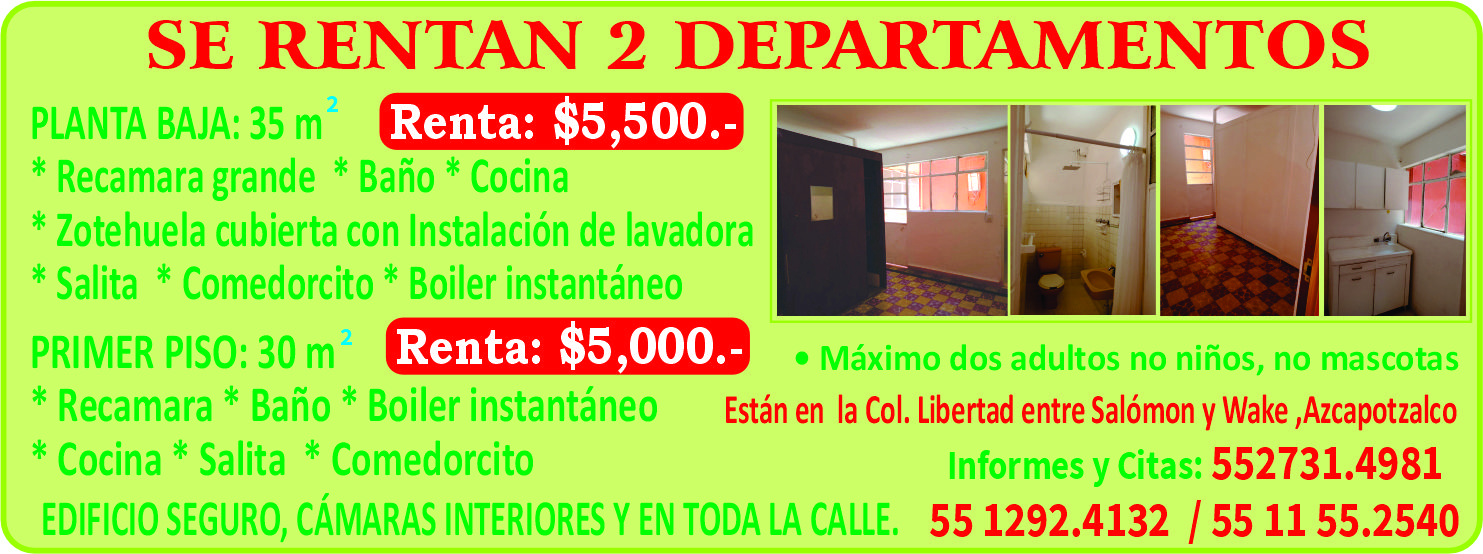 SE RENTAN 2 DEPARTAMENTOS
PLANTA BAJA: 35 m² Renta: $5,500.-
* Recamara grande * Baño * Cocina
* Zotehuela cubierta con Instalación de lavadora
* Salita * Comedorcito * Boiler instantáneo
PRIMER PISO: 30 m² Renta: $5,000.-
* Recamara * Baño * Boiler instantáneo
* Cocina * Salita * Comedorcito
• Máximo dos adultos no niños, no mascotas
Están en la Col. Libertad entre Salómon y Wake ,Azcapotzalco
Informes y Citas: 552731.4981
EDIFICIO SEGURO, CÁMARAS INTERIORES Y EN TODA LA CALLE.
55 1292.4132 / 55 11 55.2540